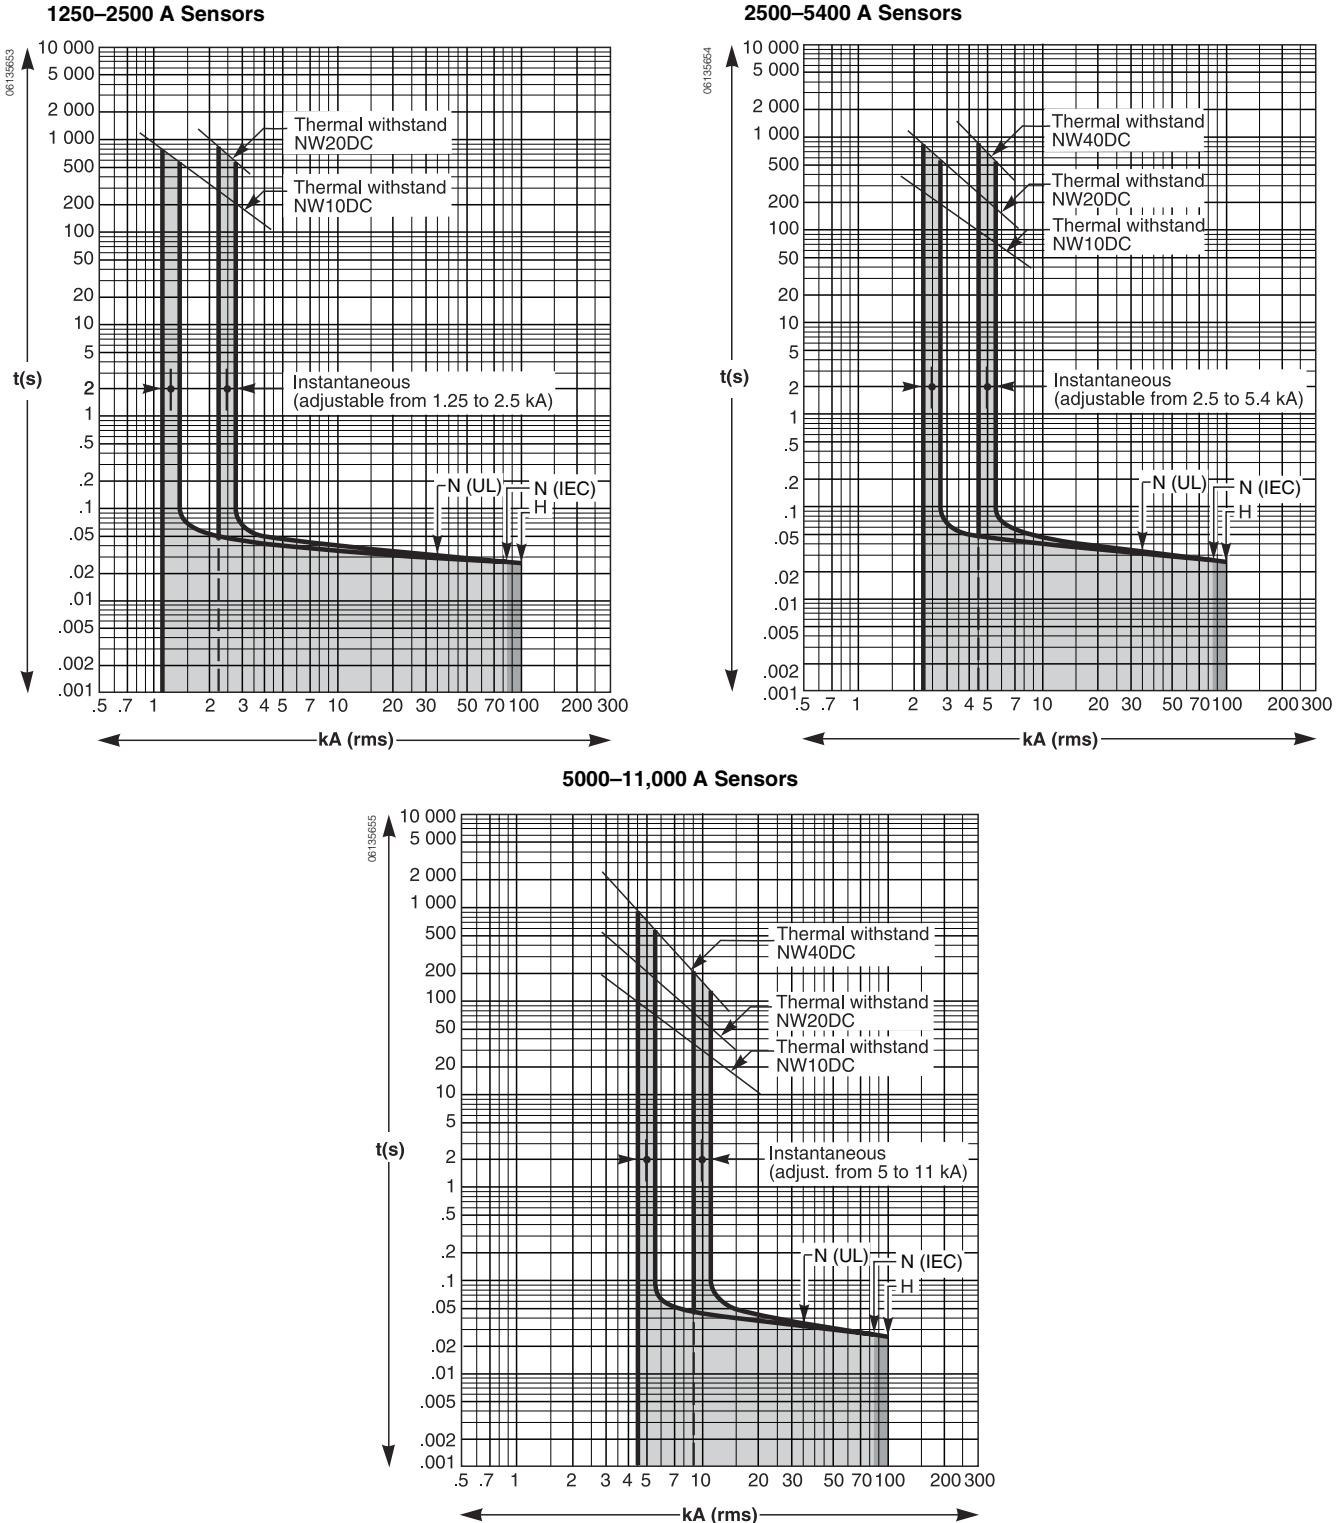 1250–2500 A Sensors
06135653
10 000
5 000
2 000
1 000
500
200
100
50
20
10
5
2
1
.5
.2
.1
.05
.02
.01
.005
.002
.001
t(s)
Thermal withstand
NW20DC
Thermal withstand
NW10DC
Instantaneous
(adjustable from 1.25 to 2.5 kA)
N (UL)
N (IEC)
H
.5 .7 1 2 3 4 5 7 10 20 30 50 70 100 200 300
kA (rms)
2500–5400 A Sensors
06135654
10 000
5 000
2 000
1 000
500
200
100
50
20
10
5
2
1
.5
.2
.1
.05
.02
.01
.005
.002
.001
t(s)
Thermal withstand
NW40DC
Thermal withstand
NW20DC
Thermal withstand
NW10DC
Instantaneous
(adjustable from 2.5 to 5.4 kA)
N (UL)
N (IEC)
H
.5 .7 1 2 3 4 5 7 10 20 30 50 70 100 200 300
kA (rms)
5000–11,000 A Sensors
06135655
10 000
5 000
2 000
1 000
500
200
100
50
20
10
5
2
1
.5
.2
.1
.05
.02
.01
.005
.002
.001
t(s)
Thermal withstand
NW40DC
Thermal withstand
NW20DC
Thermal withstand
NW10DC
Instantaneous
(adjust. from 5 to 11 kA)
N (UL)
N (IEC)
H
.5 .7 1 2 3 4 5 7 10 20 30 50 70 100 200 300
kA (rms)